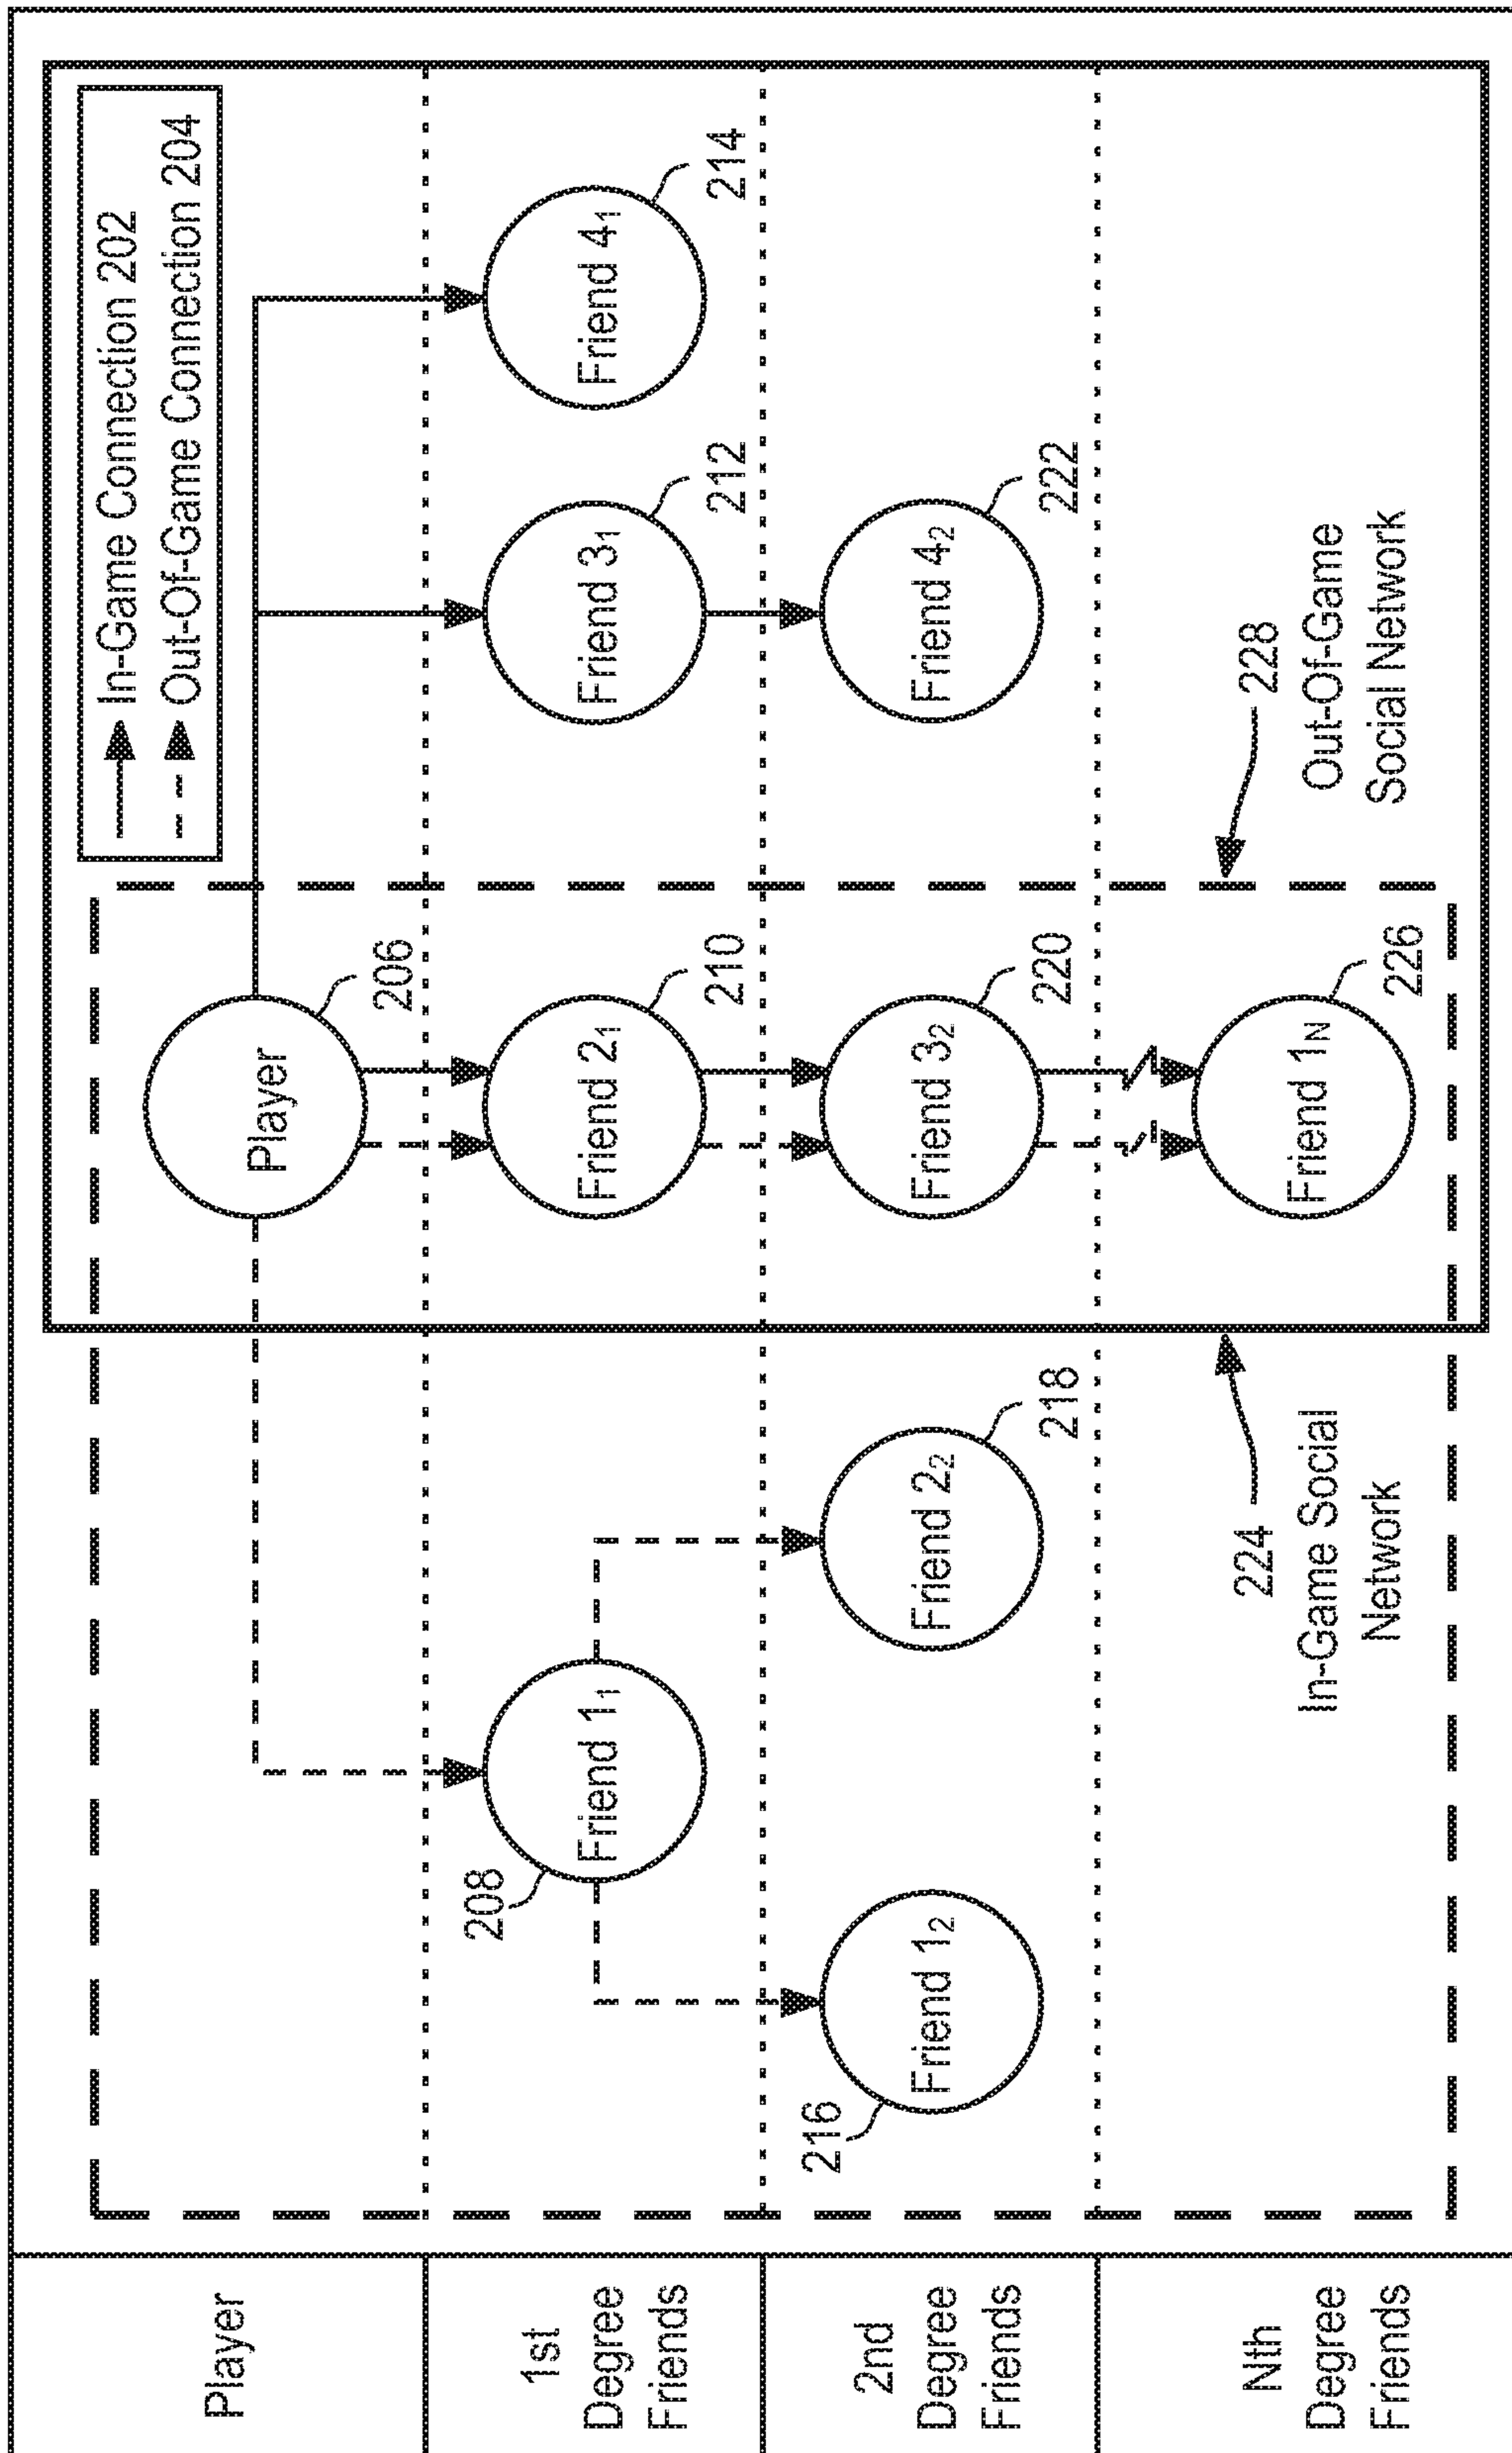 In-Game Connection 202
Out-Of-Game Connection 204
Player
Player
206
1st
Degree
Friends
208
Friend 1₁
Friend 2₁
210
Friend 3₁
212
Friend 4₁
214
2nd
Degree
Friends
216
Friend 1₂
Friend 2₂
218
Friend 3₂
220
Friend 4₂
222
Nth
Degree
Friends
224
In-Game Social
Network
Friend 1N
226
228
Out-Of-Game
Social Network